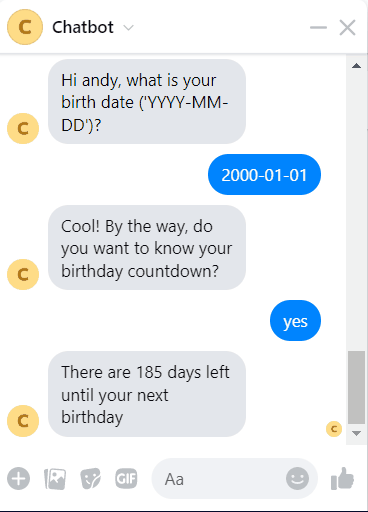 C Chatbot
Hi andy, what is your
birth date ('YYYY-MM-
DD')?
C
2000-01-01
Cool! By the way, do
you want to know your
birthday countdown?
C
yes
There are 185 days left
until your next
birthday
C
C
GIF Aa